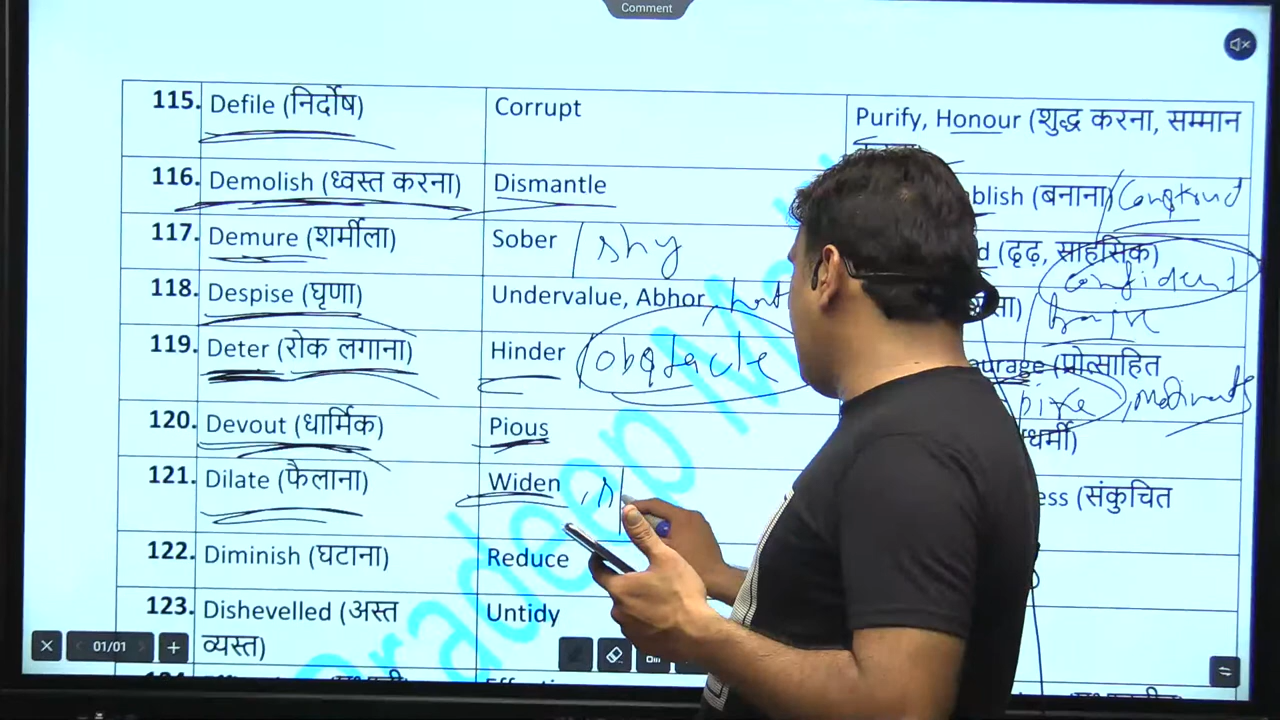 Comment
115. Defile (निर्दोष) Corrupt Purify, Honour (शुद्ध करना, सम्मान
116. Demolish (ध्वस्त करना) Dismantle blish (बनाना) / Construct
117. Demure (शर्मीला) Sober / shy (दृढ़, साहसिक) confident
118. Despise (घृणा) Undervalue, Abhor,
119. Deter (रोक लगाना) Hinder obstacle urage (प्रोत्साहित
120. Devout (धार्मिक) Pious धर्मी)
121. Dilate (फैलाना) Widen ess (संकुचित
122. Diminish (घटाना) Reduce
123. Dishevelled (अस्त व्यस्त) Untidy
01/01
Pradeep